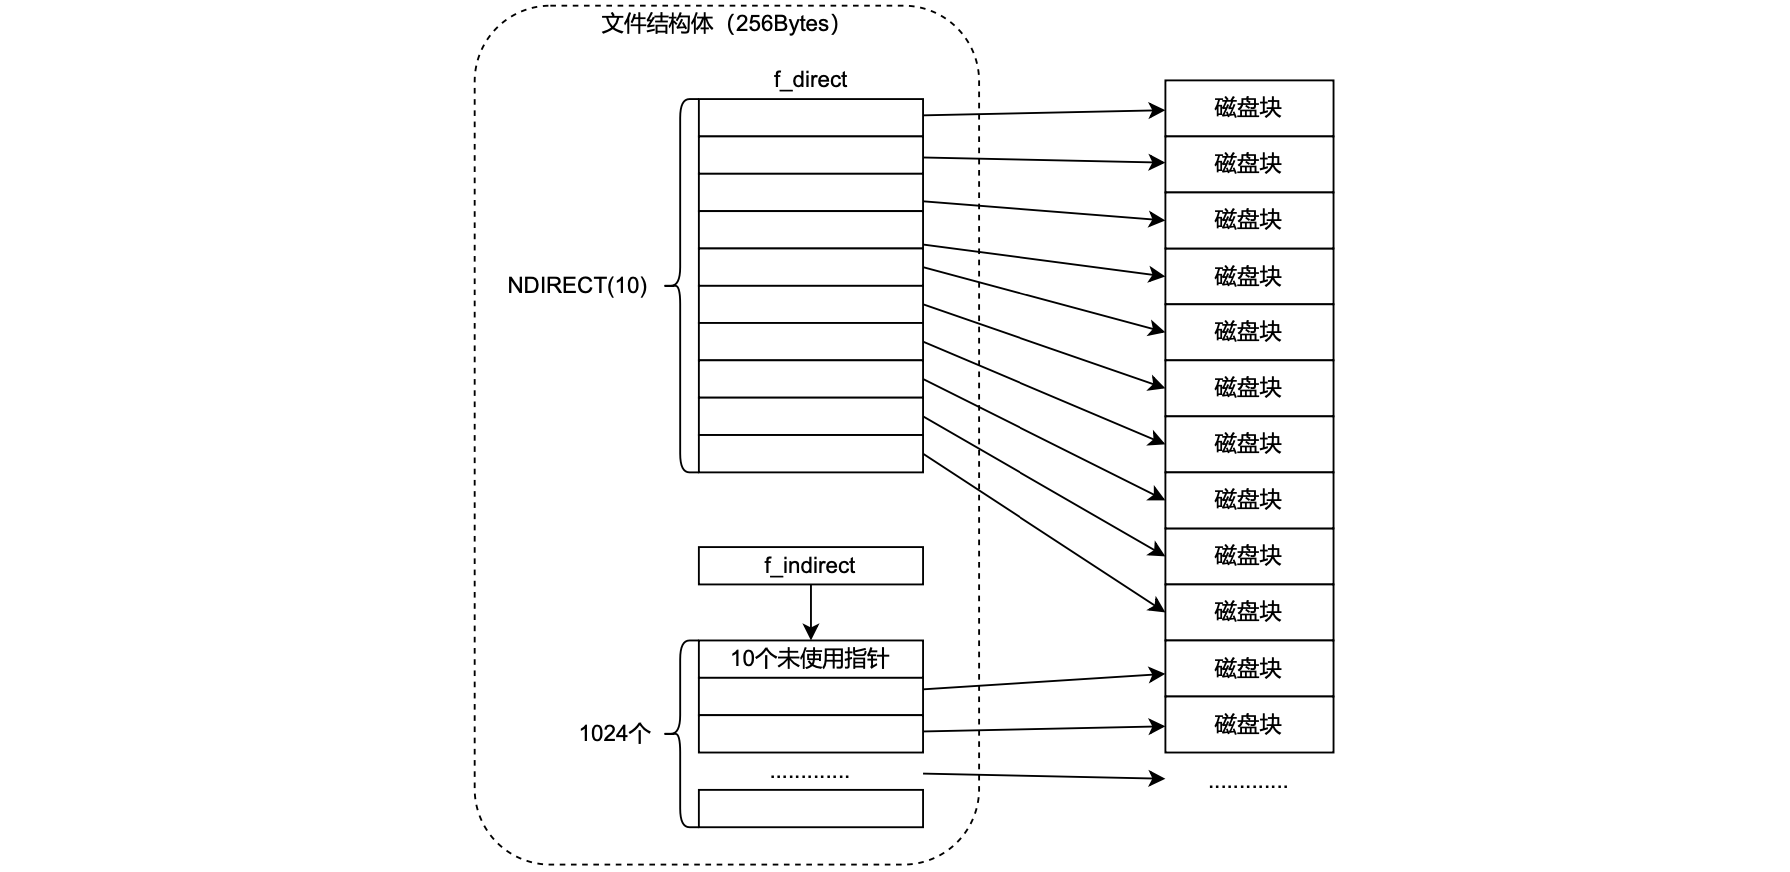 文件结构体（256Bytes）
f_direct
NDIRECT(10)
磁盘块
磁盘块
磁盘块
磁盘块
磁盘块
磁盘块
磁盘块
磁盘块
磁盘块
磁盘块
磁盘块
磁盘块
.............
f_indirect
10个未使用指针
1024个
.............